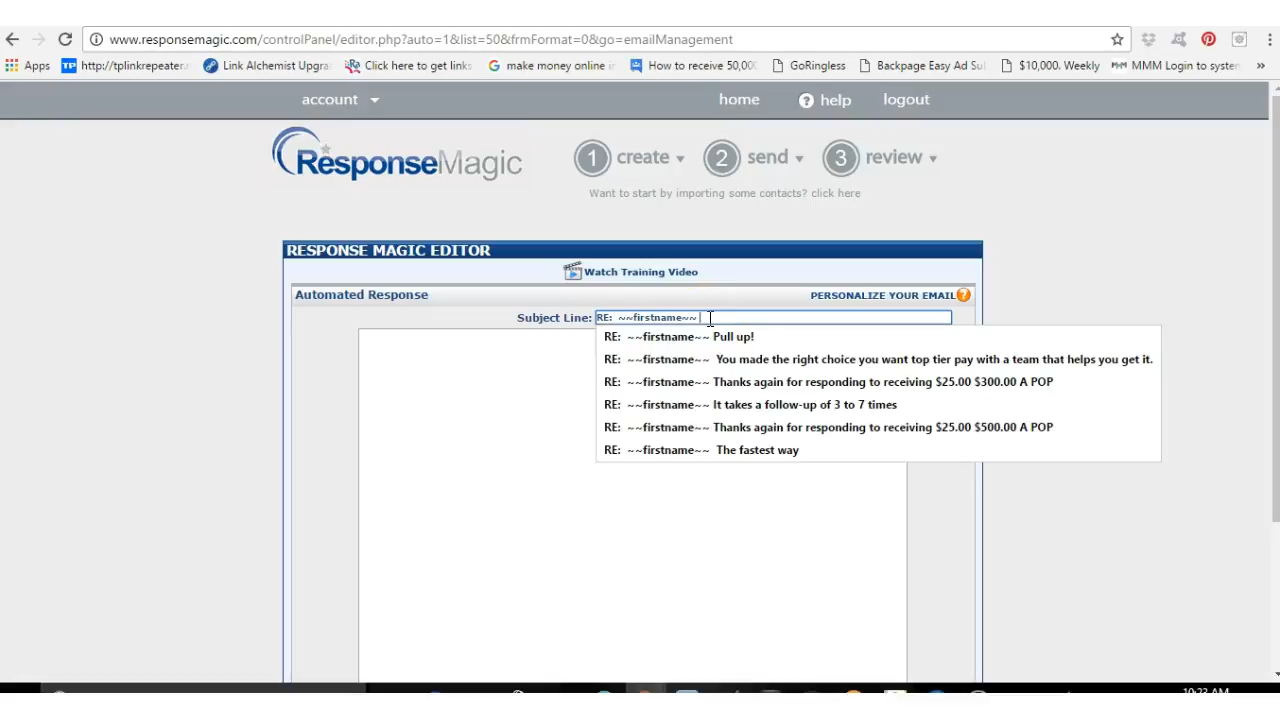 www.responsemagic.com/controlPanel/editor.php?auto=1&list=50&frmFormat=0&go=emailManagement
Apps TP http://tplinkrepeater. Link Alchemist Upgra Click here to get links make money online i How to receive 50,00 GoRingless Backpage Easy Ad Sul $10,000. Weekly MMM Login to syster »
account home ? help logout
ResponseMagic 1 create 2 send 3 review
Want to start by importing some contacts? click here
RESPONSE MAGIC EDITOR
Watch Training Video
Automated Response PERSONALIZE YOUR EMAIL ?
Subject Line: RE: ~~firstname~~
RE: ~~firstname~~ Pull up!
RE: ~~firstname~~ You made the right choice you want top tier pay with a team that helps you get it.
RE: ~~firstname~~ Thanks again for responding to receiving $25.00 $300.00 A POP
RE: ~~firstname~~ It takes a follow-up of 3 to 7 times
RE: ~~firstname~~ Thanks again for responding to receiving $25.00 $500.00 A POP
RE: ~~firstname~~ The fastest way
10:23 AM